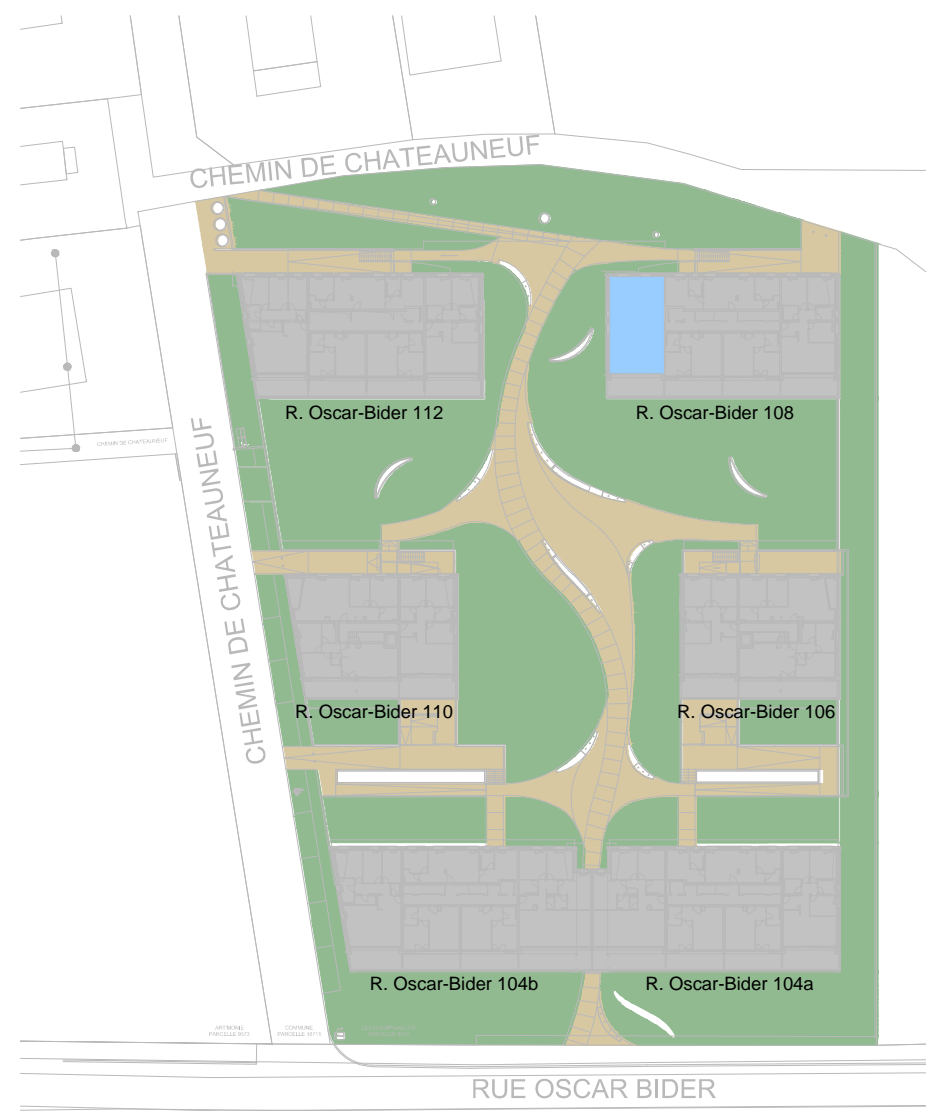 CHEMIN DE CHATEAUNEUF
R. Oscar-Bider 112
R. Oscar-Bider 108
CHEMIN DE CHATEAUNEUF
CHEMIN DE CHATEAUNEUF
R. Oscar-Bider 110
R. Oscar-Bider 106
R. Oscar-Bider 104b
R. Oscar-Bider 104a
COMMUNE
RUE OSCAR BIDER